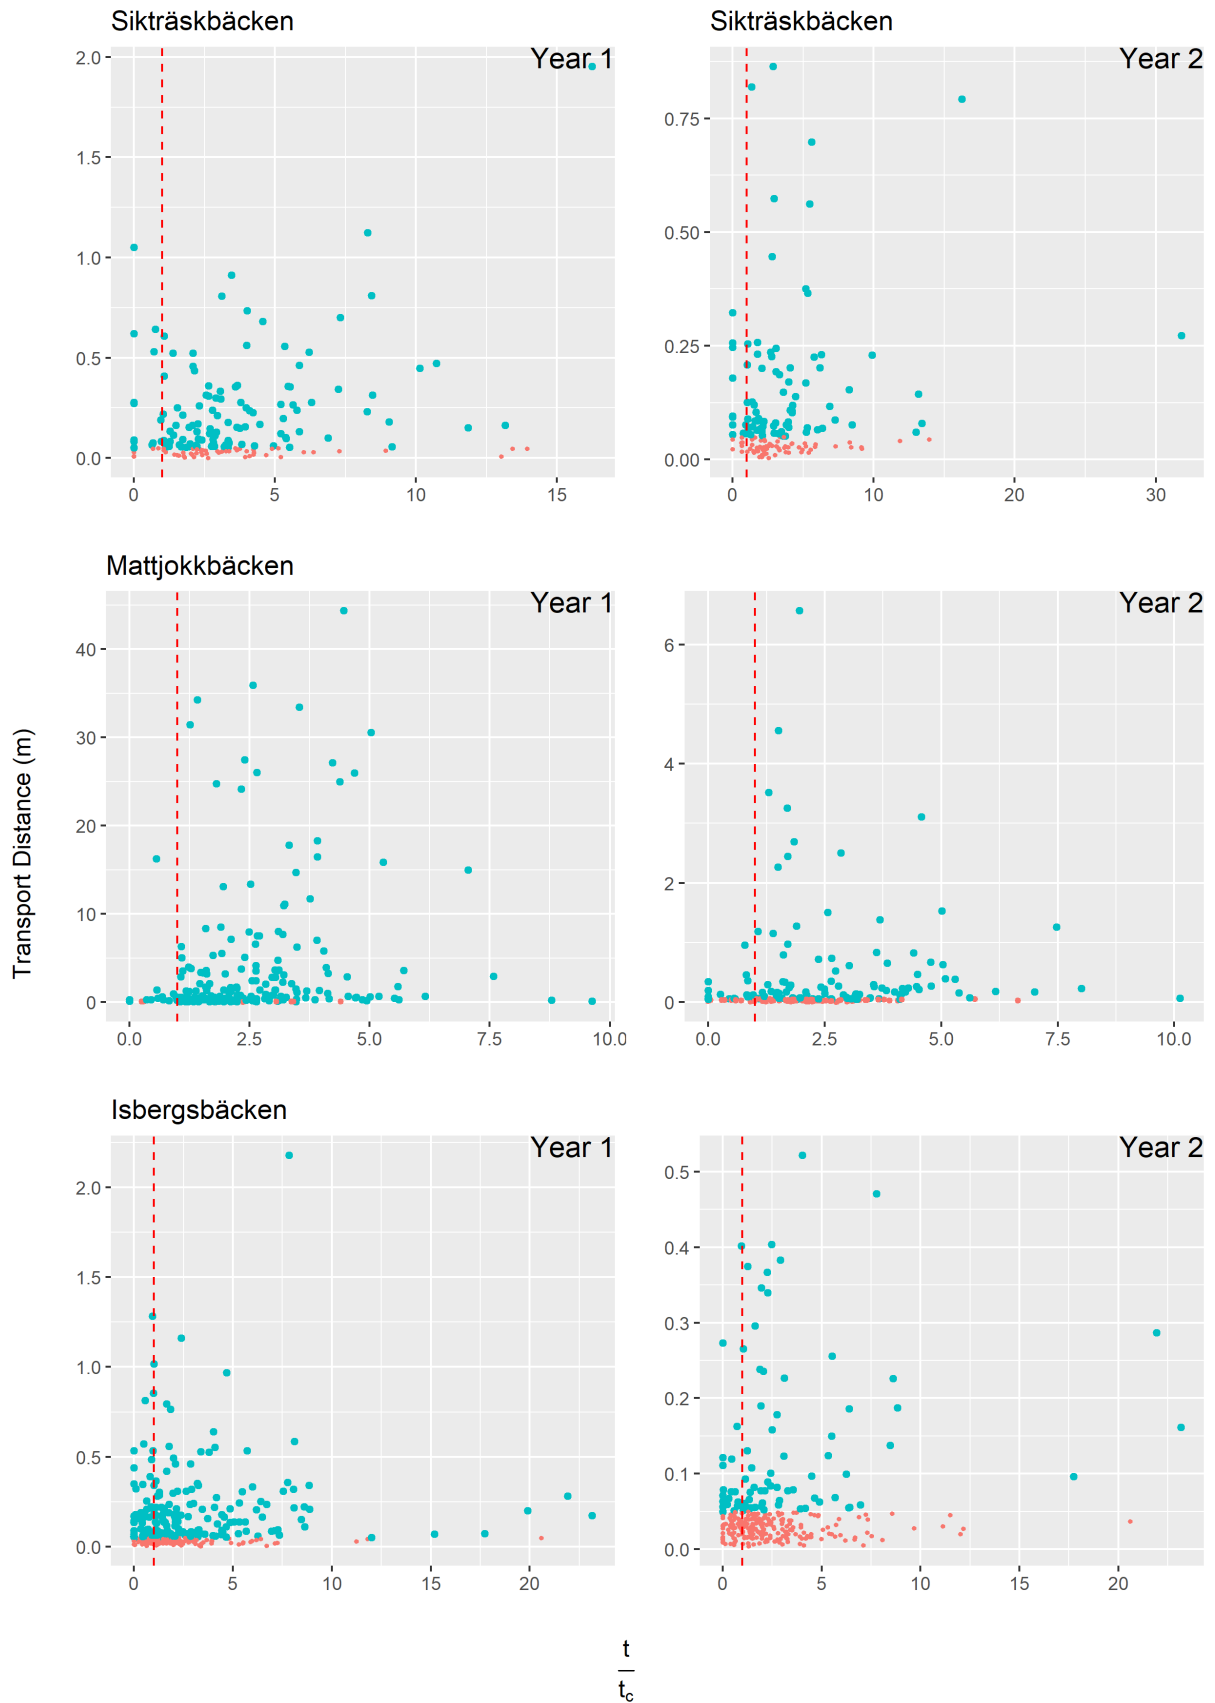 Sikträskbäcken
Sikträskbäcken
Year 1
Year 2
2.0
1.5
1.0
0.5
0.0
0 5 10 15
0.75
0.50
0.25
0.00
0 10 20 30
Mattjokkbäcken
Year 1
Year 2
40
30
20
10
0
0.0 2.5 5.0 7.5 10.0
6
4
2
0
0.0 2.5 5.0 7.5 10.0
Transport Distance (m)
Isbergsbäcken
Year 1
Year 2
2.0
1.5
1.0
0.5
0.0
0 5 10 15 20
0.5
0.4
0.3
0.2
0.1
0.0
0 5 10 15 20
t
t_c